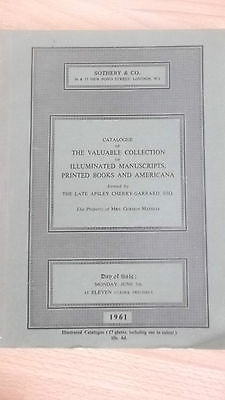 SOTHEBY & CO.
34 & 35 NEW BOND STREET, LONDON, W.1
CATALOGUE
OF
THE VALUABLE COLLECTION
OF
ILLUMINATED MANUSCRIPTS,
PRINTED BOOKS AND AMERICANA
formed by
THE LATE APSLEY CHERRY-GARRARD ESQ.
The Property of MRS.
Day of Sale:
MONDAY, JUNE 5th
AT ELEVEN O'CLOCK PRECISELY
1961
Illustrated Catalogue (17 plates, including one in colour)